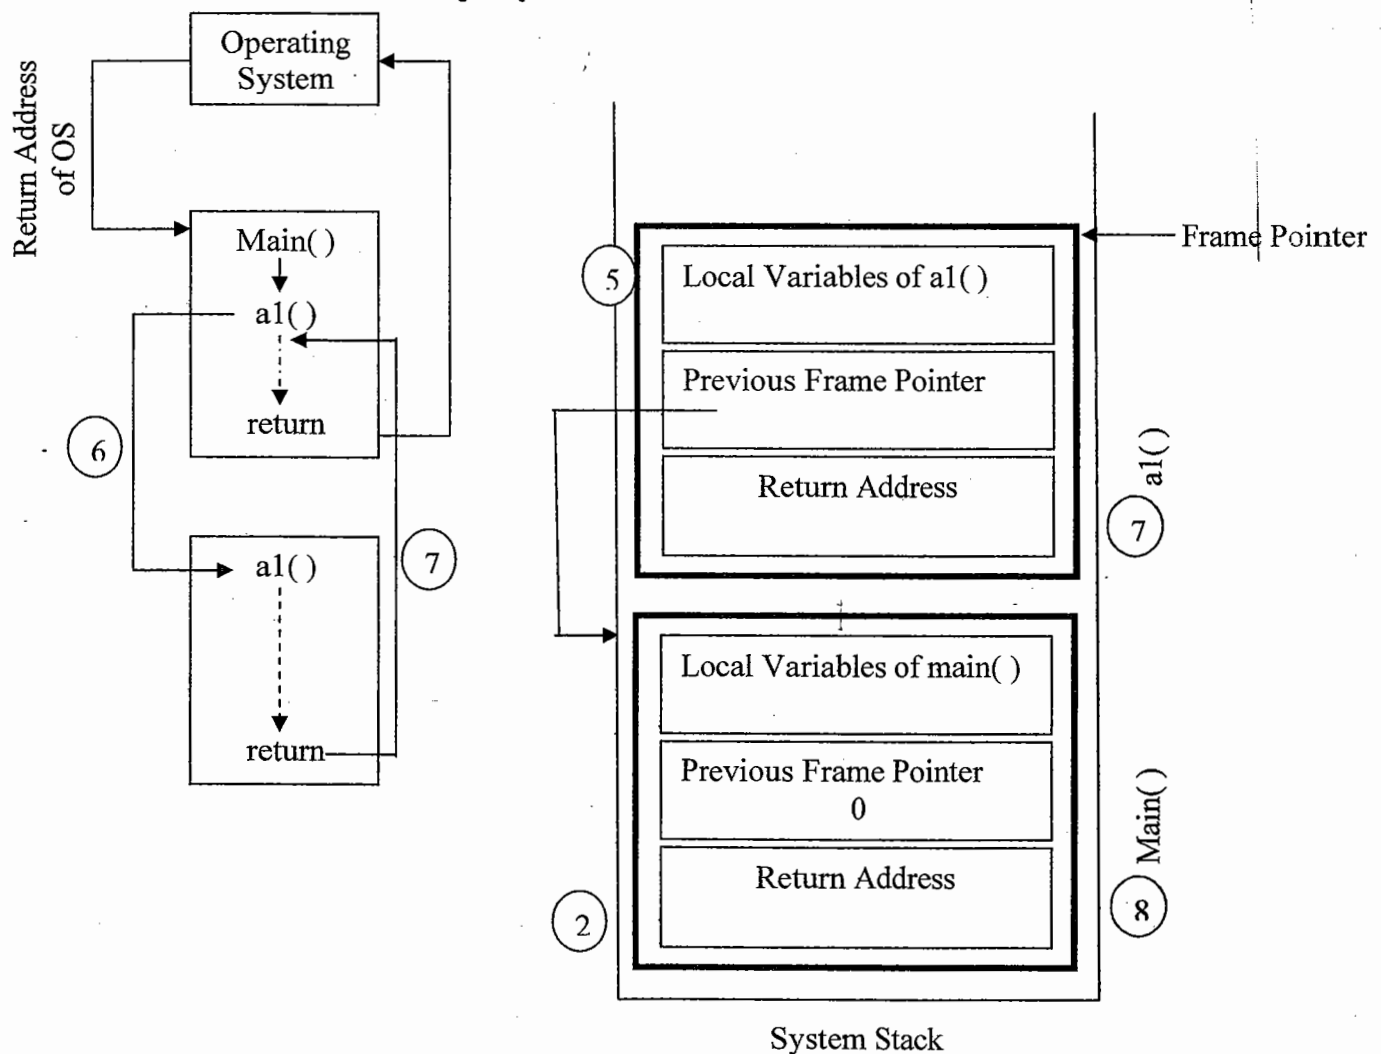 Operating
System
Return Address
of OS
Main( )
a1( )
return
6
a1( )
7
return
Frame Pointer
5
Local Variables of a1( )
Previous Frame Pointer
Return Address
a1( )
7
Local Variables of main( )
Previous Frame Pointer
0
Return Address
Main( )
2
8
System Stack